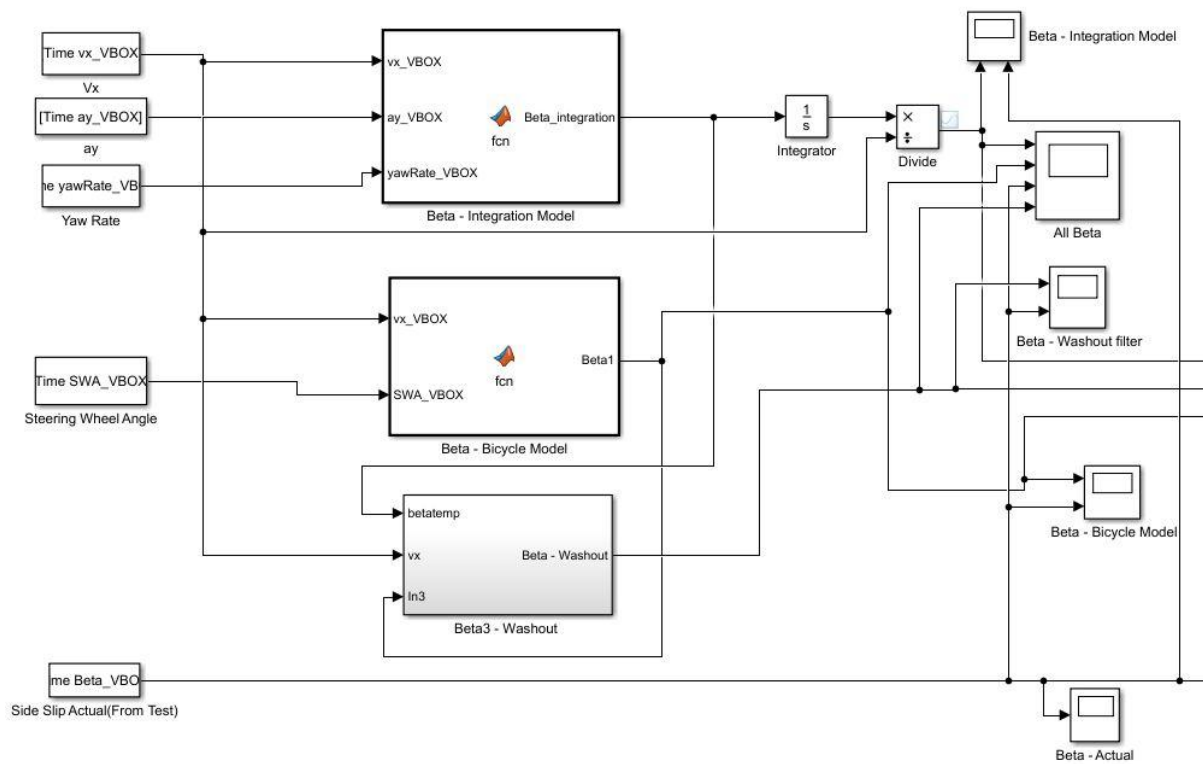 Time vx_VBOX
Vx
[Time ay_VBOX]
ay
ne yawRate_VB
Yaw Rate
vx_VBOX
ay_VBOX
yawRate_VBOX
fcn
Beta_integration
Beta - Integration Model
1
s
Integrator
×
÷
Divide
Beta - Integration Model
All Beta
Beta - Washout filter
vx_VBOX
SWA_VBOX
fcn
Beta1
Beta - Bicycle Model
Time SWA_VBOX
Steering Wheel Angle
betatemp
vx
In3
Beta - Washout
Beta3 - Washout
Beta - Bicycle Model
me Beta_VBO
Side Slip Actual(From Test)
Beta - Actual